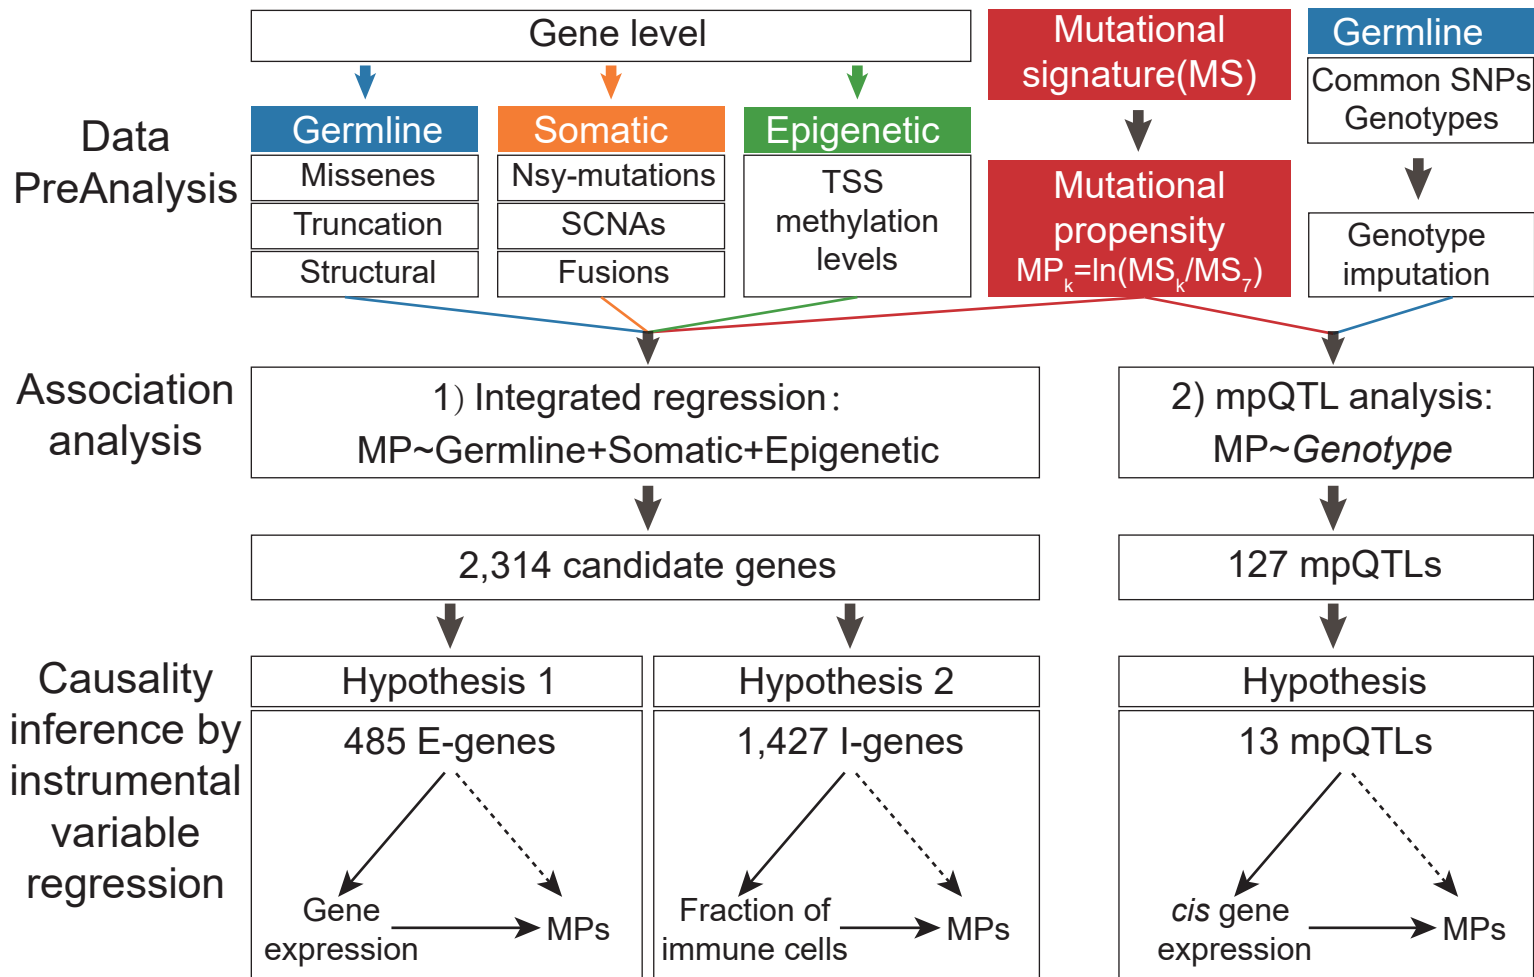 Gene level
Mutational
signature(MS)
Germline
Common SNPs
Genotypes
Data
PreAnalysis
Germline
Missenes
Truncation
Structural
Somatic
Nsy-mutations
SCNAs
Fusions
Epigenetic
TSS
methylation
levels
Mutational
propensity
MPk=ln(MSk/MS7)
Genotype
imputation
Association
analysis
1) Integrated regression:
MP~Germline+Somatic+Epigenetic
2) mpQTL analysis:
MP~Genotype
2,314 candidate genes
127 mpQTLs
Causality
inference by
instrumental
variable
regression
Hypothesis 1
485 E-genes
Gene
expression
MPs
Hypothesis 2
1,427 I-genes
Fraction of
immune cells
MPs
Hypothesis
13 mpQTLs
cis gene
expression
MPs